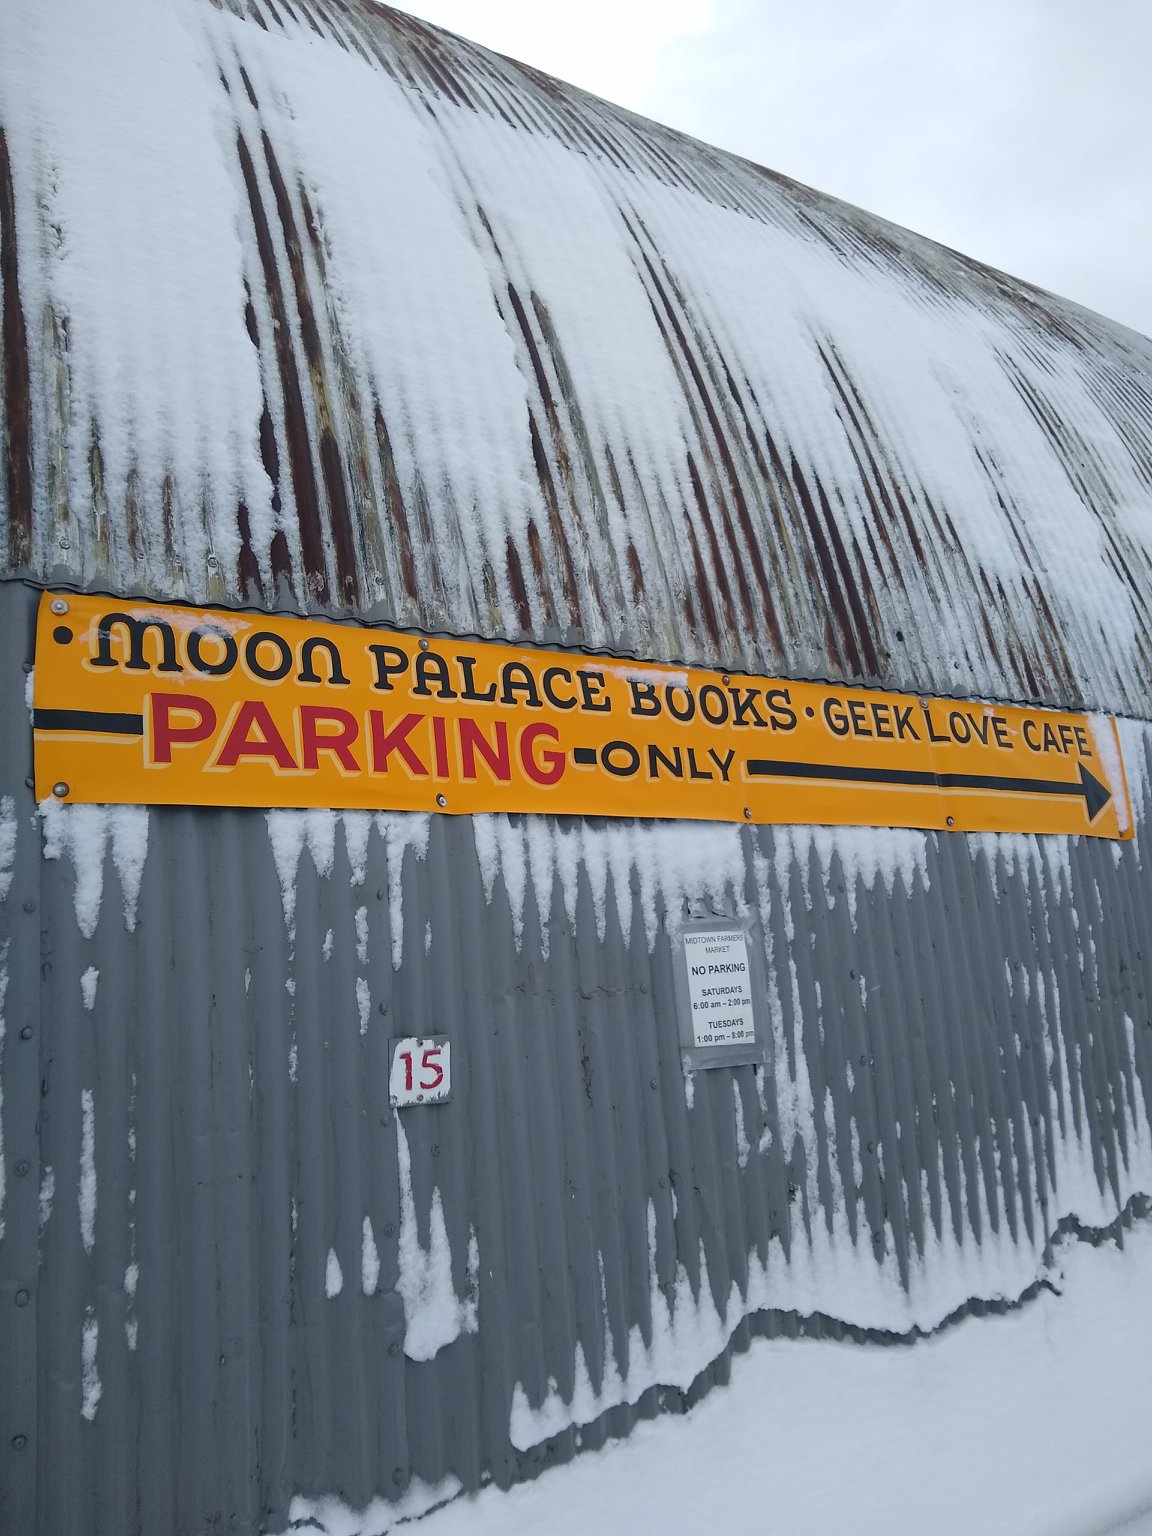 • MOON PALACE BOOKS • GEEK LOVE CAFE
PARKING - ONLY
MIDTOWN FARMERS
MARKET
NO PARKING
SATURDAYS
6:00 am – 2:00 pm
TUESDAYS
1:00 pm – 8:00 pm
15